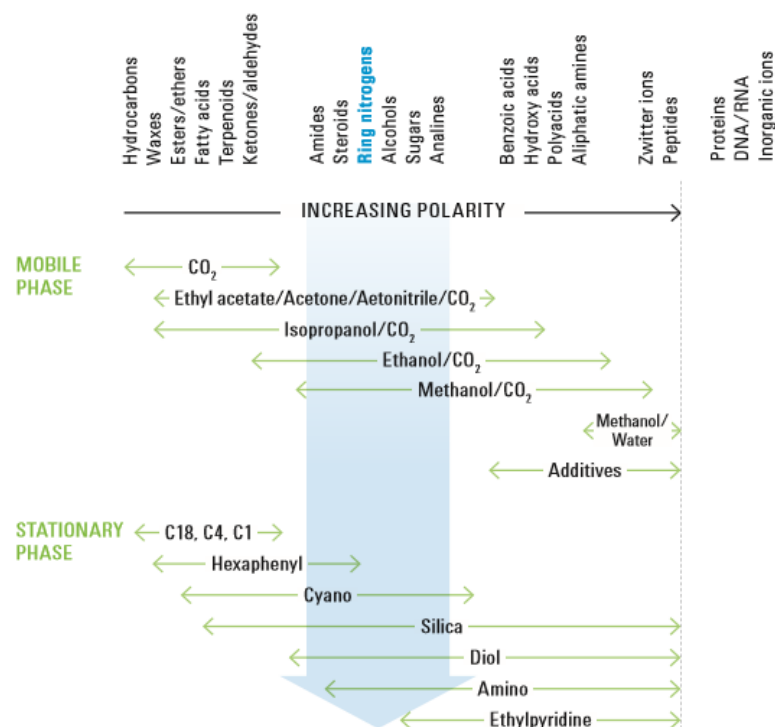 Hydrocarbons
Waxes
Esters/ethers
Fatty acids
Terpenoids
Ketones/aldehydes
Amides
Steroids
Ring nitrogens
Alcohols
Sugars
Analines
Benzoic acids
Hydroxy acids
Polyacids
Aliphatic amines
Zwitter ions
Peptides
Proteins
DNA/RNA
Inorganic ions
INCREASING POLARITY
MOBILE
PHASE
CO₂
Ethyl acetate/Acetone/Aetonitrile/CO₂
Isopropanol/CO₂
Ethanol/CO₂
Methanol/CO₂
Methanol/
Water
Additives
STATIONARY
PHASE
C18, C4, C1
Hexaphenyl
Cyano
Silica
Diol
Amino
Ethylpyridine